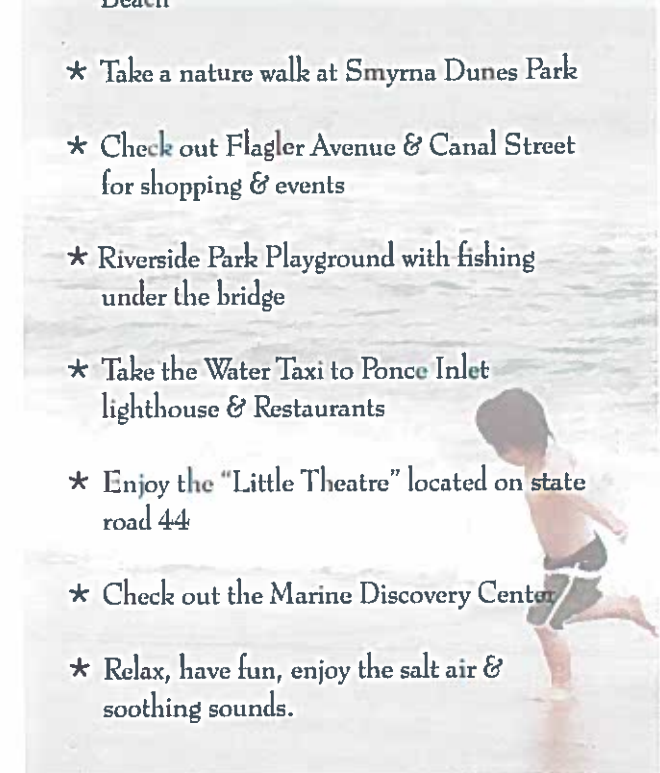 Beach
* Take a nature walk at Smyrna Dunes Park
* Check out Flagler Avenue & Canal Street
for shopping & events
* Riverside Park Playground with fishing
under the bridge
* Take the Water Taxi to Ponce Inlet
lighthouse & Restaurants
* Enjoy the “Little Theatre” located on state
road 44
* Check out the Marine Discovery Center
* Relax, have fun, enjoy the salt air &
soothing sounds.